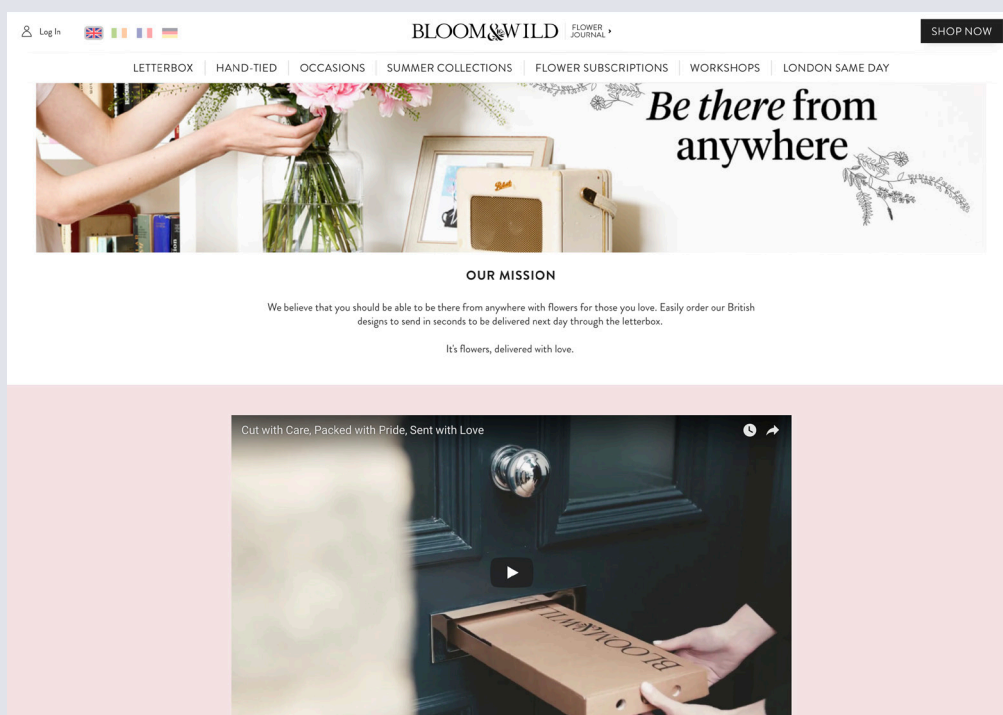 Log In
BLOOM&WILD
FLOWER
JOURNAL
SHOP NOW
LETTERBOX
HAND-TIED
OCCASIONS
SUMMER COLLECTIONS
FLOWER SUBSCRIPTIONS
WORKSHOPS
LONDON SAME DAY
Be there from
anywhere
Roberts
OUR MISSION
We believe that you should be able to be there from anywhere with flowers for those you love. Easily order our British
designs to send in seconds to be delivered next day through the letterbox.
It's flowers, delivered with love.
Cut with Care, Packed with Pride, Sent with Love
BLOOM&WILD